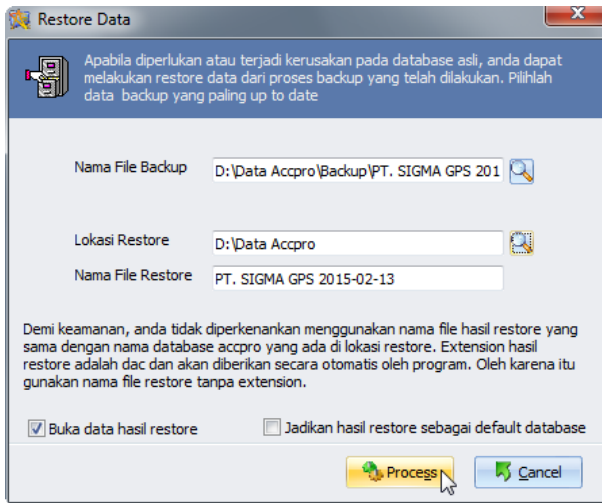 Restore Data
Apabila diperlukan atau terjadi kerusakan pada database asli, anda dapat
melakukan restore data dari proses backup yang telah dilakukan. Pilihlah
data backup yang paling up to date
Nama File Backup D:\Data Accpro\Backup\PT. SIGMA GPS 201
Lokasi Restore D:\Data Accpro
Nama File Restore PT. SIGMA GPS 2015-02-13
Demi keamanan, anda tidak diperkenankan menggunakan nama file hasil restore yang
sama dengan nama database accpro yang ada di lokasi restore. Extension hasil
restore adalah dac dan akan diberikan secara otomatis oleh program. Oleh karena itu
gunakan nama file restore tanpa extension.
Buka data hasil restore Jadikan hasil restore sebagai default database
Process Cancel